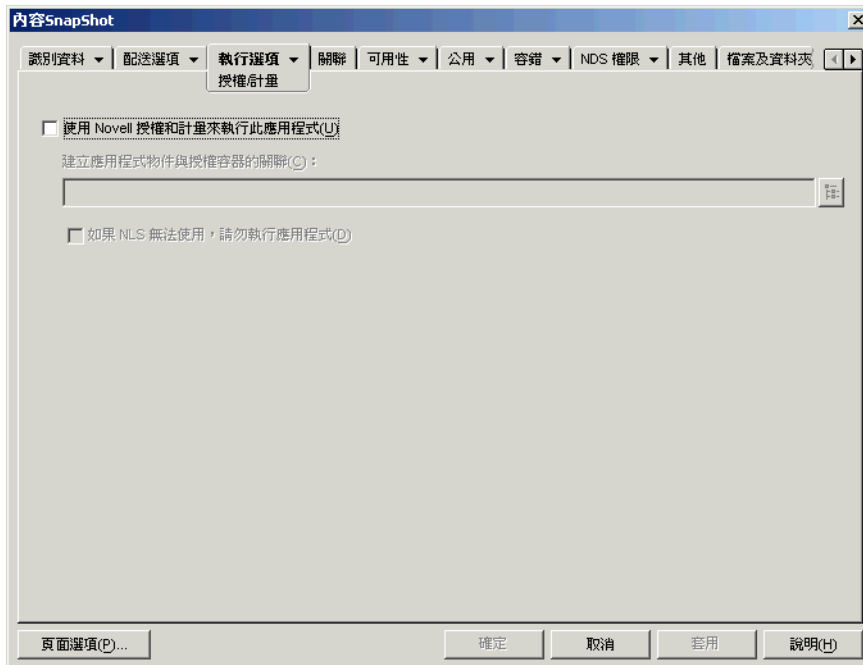 內容SnapShot
識別資料 配送選項 執行選項 關聯 可用性 公用 容錯 NDS 權限 其他 檔案及資料夾
授權/計量
使用 Novell 授權和計量來執行此應用程式(U)
建立應用程式物件與授權容器的關聯(C)：
如果 NLS 無法使用，請勿執行應用程式(D)
頁面選項(P)... 確定 取消 套用 說明(H)